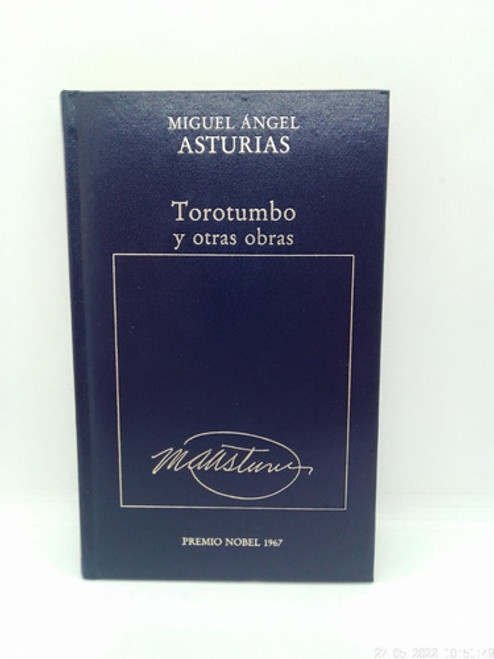 MIGUEL ÁNGEL
ASTURIAS
Torotumbo
y otras obras
PREMIO NOBEL 1967